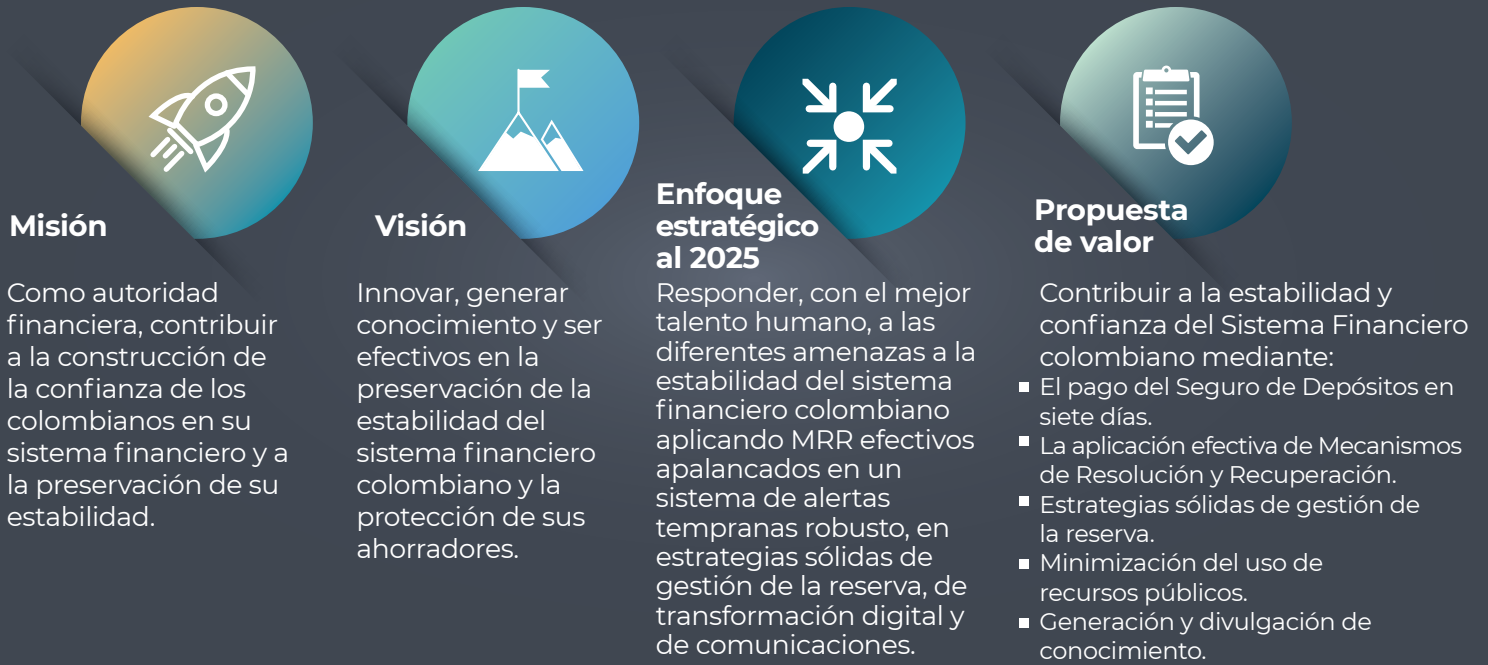 Misión
Como autoridad
financiera, contribuir
a la construcción de
la confianza de los
colombianos en su
sistema financiero y a
la preservación de su
estabilidad.
Visión
Innovar, generar
conocimiento y ser
efectivos en la
preservación de la
estabilidad del
sistema financiero
colombiano y la
protección de sus
ahorradores.
Enfoque
estratégico
al 2025
Responder, con el mejor
talento humano, a las
diferentes amenazas a la
estabilidad del sistema
financiero colombiano
aplicando MRR efectivos
apalancados en un
sistema de alertas
tempranas robusto, en
estrategias sólidas de
gestión de la reserva, de
transformación digital y
de comunicaciones.
Propuesta
de valor
Contribuir a la estabilidad y
confianza del Sistema Financiero
colombiano mediante:
▪ El pago del Seguro de Depósitos en
siete días.
▪ La aplicación efectiva de Mecanismos
de Resolución y Recuperación.
▪ Estrategias sólidas de gestión de
la reserva.
▪ Minimización del uso de
recursos públicos.
▪ Generación y divulgación de
conocimiento.